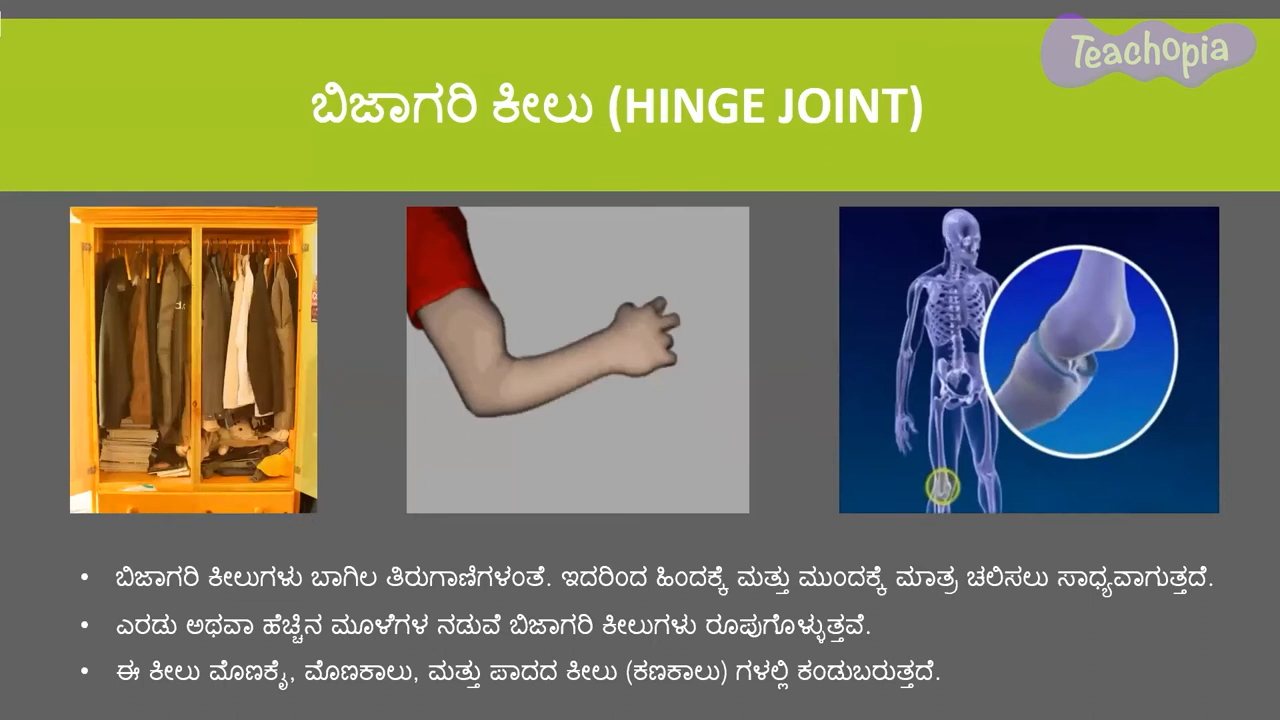 Teachopia
ಬಿಜಾಗರಿ ಕೀಲು (HINGE JOINT)
• ಬಿಜಾಗರಿ ಕೀಲುಗಳು ಬಾಗಿಲ ತಿರುಗಾಣಿಗಳಂತೆ. ಇದರಿಂದ ಹಿಂದಕ್ಕೆ ಮತ್ತು ಮುಂದಕ್ಕೆ ಮಾತ್ರ ಚಲಿಸಲು ಸಾಧ್ಯವಾಗುತ್ತದೆ.
• ಎರಡು ಅಥವಾ ಹೆಚ್ಚಿನ ಮೂಳೆಗಳ ನಡುವೆ ಬಿಜಾಗರಿ ಕೀಲುಗಳು ರೂಪುಗೊಳ್ಳುತ್ತವೆ.
• ಈ ಕೀಲು ಮೊಣಕೈ, ಮೊಣಕಾಲು, ಮತ್ತು ಪಾದದ ಕೀಲು (ಕಣಕಾಲು) ಗಳಲ್ಲಿ ಕಂಡುಬರುತ್ತದೆ.